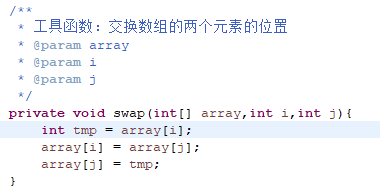 /**
 * 工具函数：交换数组的两个元素的位置
 * @param array
 * @param i
 * @param j
 */
private void swap(int[] array,int i,int j){
    int tmp = array[i];
    array[i] = array[j];
    array[j] = tmp;
}